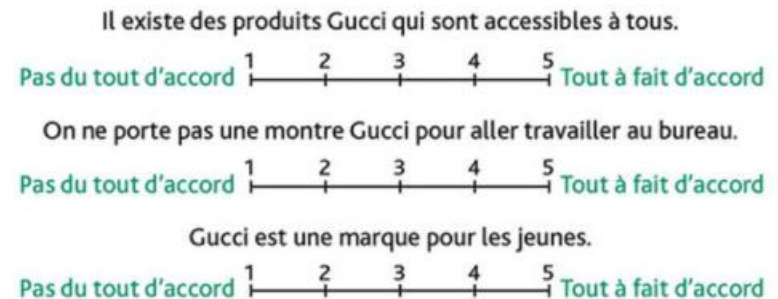 Il existe des produits Gucci qui sont accessibles à tous.
1 2 3 4 5
Pas du tout d'accord Tout à fait d'accord
On ne porte pas une montre Gucci pour aller travailler au bureau.
1 2 3 4 5
Pas du tout d'accord Tout à fait d'accord
Gucci est une marque pour les jeunes.
1 2 3 4 5
Pas du tout d'accord Tout à fait d'accord